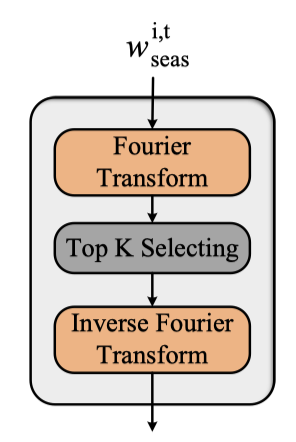 w^{i,t}_{seas}
Fourier
Transform
Top K Selecting
Inverse Fourier
Transform